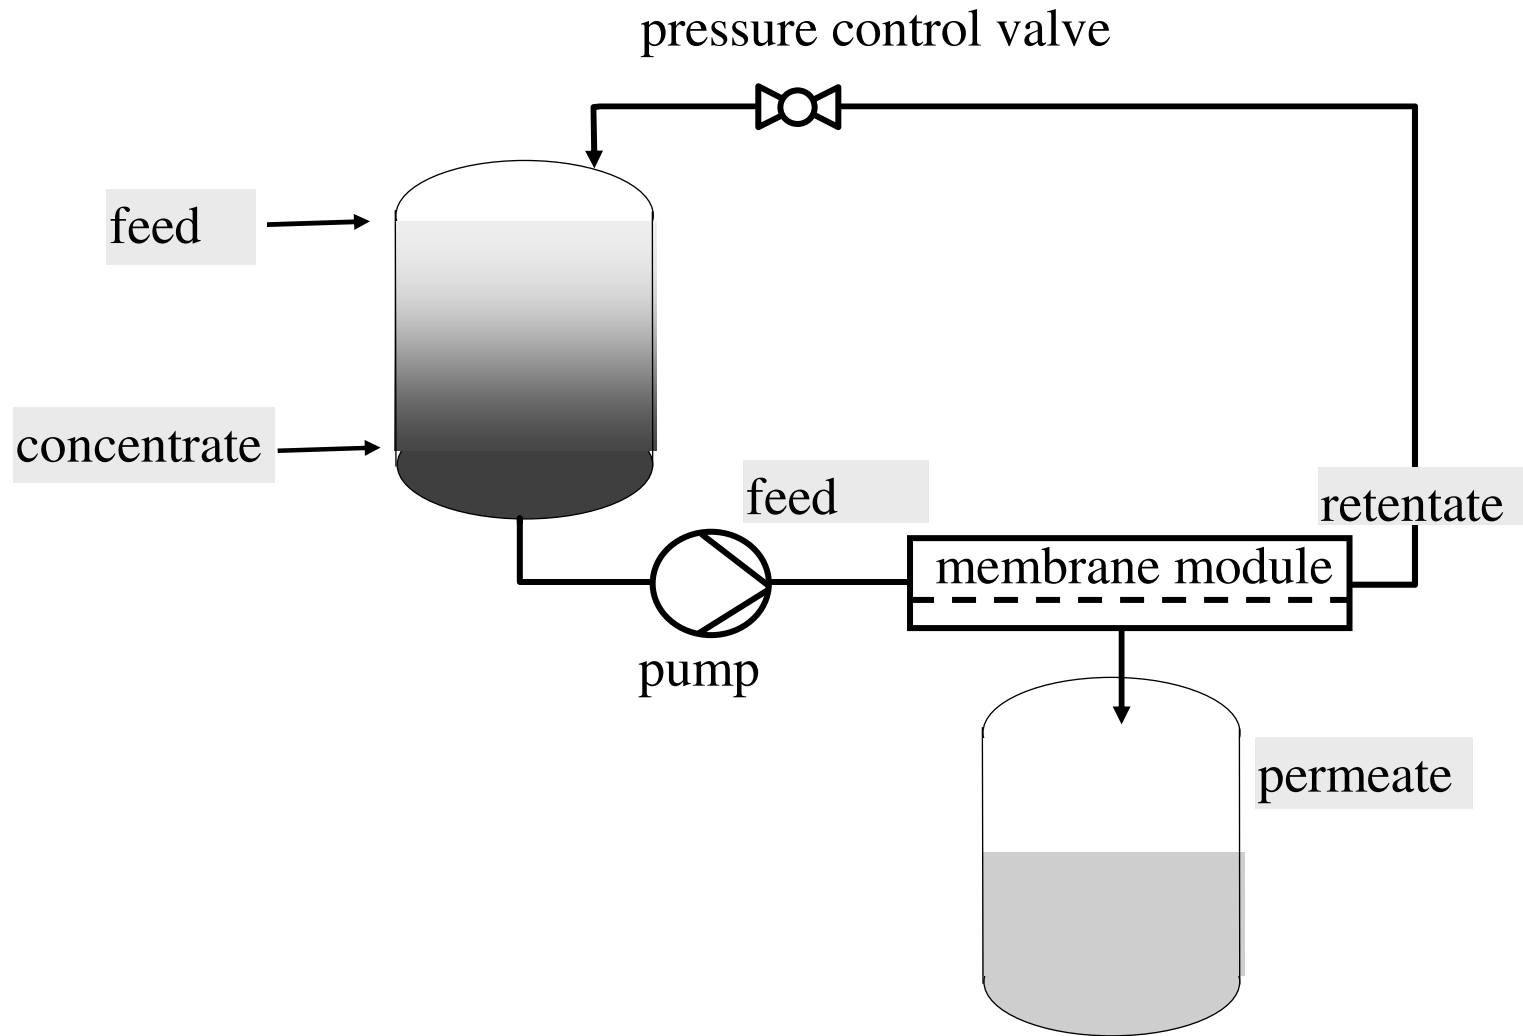 pressure control valve
feed
concentrate
feed
retentate
membrane module
pump
permeate